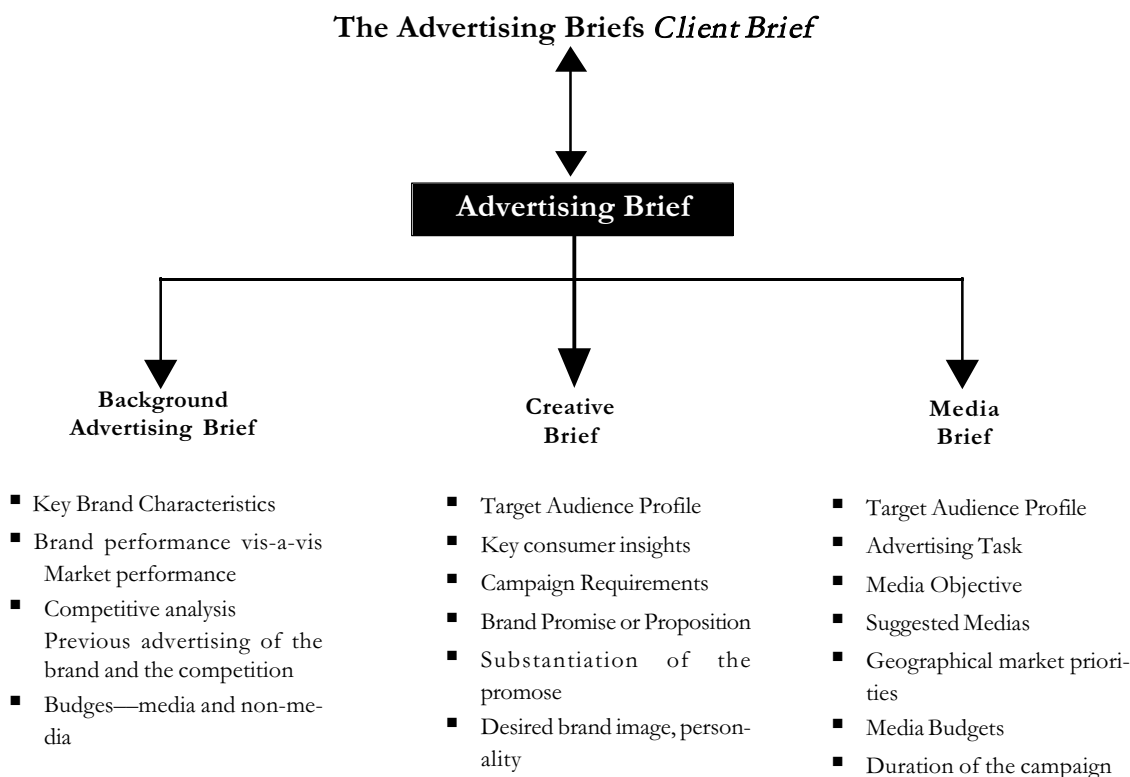 The Advertising Briefs Client Brief
Advertising Brief
Background
Advertising Brief
■ Key Brand Characteristics
■ Brand performance vis-a-vis
Market performance
■ Competitive analysis
Previous advertising of the
brand and the competition
■ Budges—media and non-me-
dia
Creative
Brief
■ Target Audience Profile
■ Key consumer insights
■ Campaign Requirements
■ Brand Promise or Proposition
■ Substantiation of the
promose
■ Desired brand image, person-
ality
Media
Brief
■ Target Audience Profile
■ Advertising Task
■ Media Objective
■ Suggested Medias
■ Geographical market priori-
ties
■ Media Budgets
■ Duration of the campaign